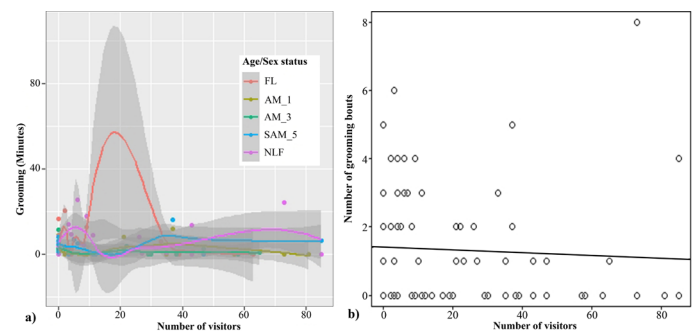 80
40
0
Grooming (Minutes)
Age/Sex status
FL
AM_1
AM_3
SAM_5
NLF
0 20 40 60 80
Number of visitors
a)
8
6
4
2
0
Number of grooming bouts
0 20 40 60 80
Number of visitors
b)